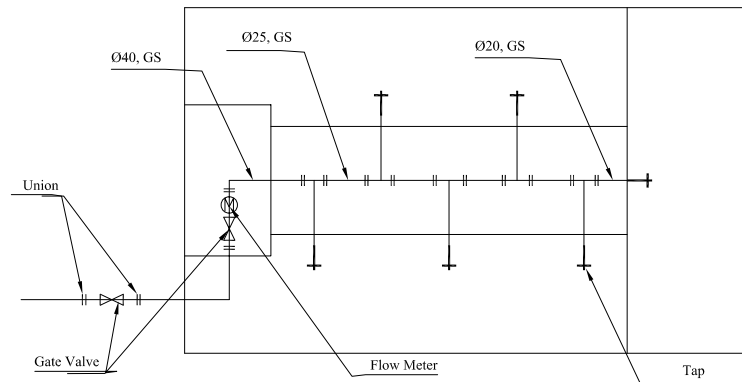 Ø40, GS
Ø25, GS
Ø20, GS
Union
Gate Valve
Flow Meter
Tap